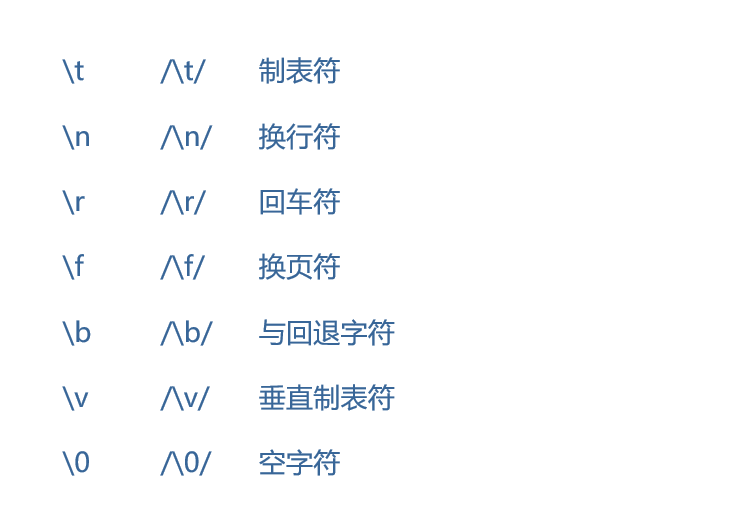 \t /\t/ 制表符
\n /\n/ 换行符
\r /\r/ 回车符
\f /\f/ 换页符
\b /\b/ 与回退字符
\v /\v/ 垂直制表符
\0 /\0/ 空字符